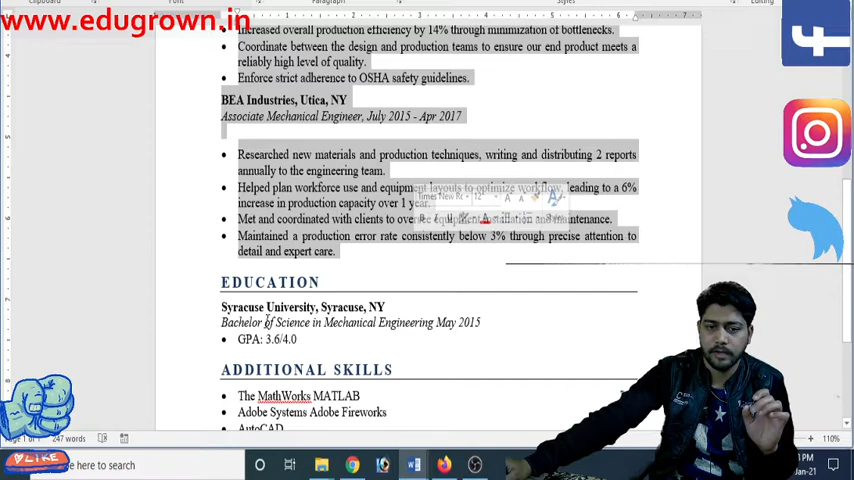 Clipboard
Paragraph
Styles
Editing
www.edugrown.in
Increased overall production efficiency by 14% through minimization of bottlenecks.
Coordinate between the design and production teams to ensure our end product meets a
reliably high level of quality.
Enforce strict adherence to OSHA safety guidelines.
BEA Industries, Utica, NY
Associate Mechanical Engineer, July 2015 - Apr 2017
Researched new materials and production techniques, writing and distributing 2 reports
annually to the engineering team.
Helped plan workforce use and equipment layouts to optimize workflow, leading to a 6%
increase in production capacity over 1 year.
Met and coordinated with clients to oversee equipment installation and maintenance.
Maintained a production error rate consistently below 3% through precise attention to
detail and expert care.
EDUCATION
Syracuse University, Syracuse, NY
Bachelor of Science in Mechanical Engineering May 2015
GPA: 3.6/4.0
ADDITIONAL SKILLS
The MathWorks MATLAB
Adobe Systems Adobe Fireworks
AutoCAD
247 words
110%
LIKE
here to search